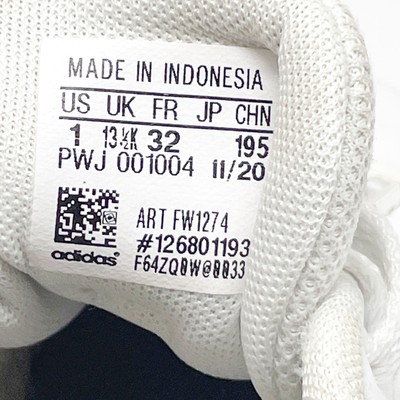 MADE IN INDONESIA
US UK FR JP CHN
1 13½K 32 195
PWJ 001004 11/20
ART FW1274
#126801193
adidas F64ZQ0W@0033